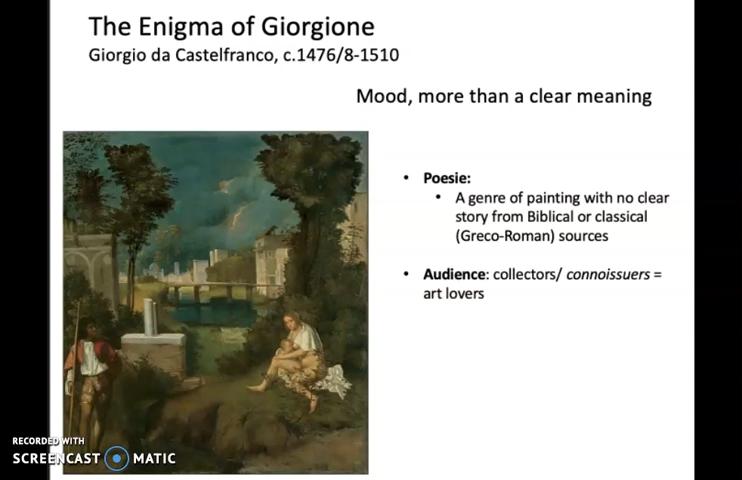 The Enigma of Giorgione
Giorgio da Castelfranco, c.1476/8-1510
Mood, more than a clear meaning
• Poesie:
• A genre of painting with no clear
story from Biblical or classical
(Greco-Roman) sources
• Audience: collectors/ connoissuers =
art lovers
RECORDED WITH
SCREENCAST MATIC